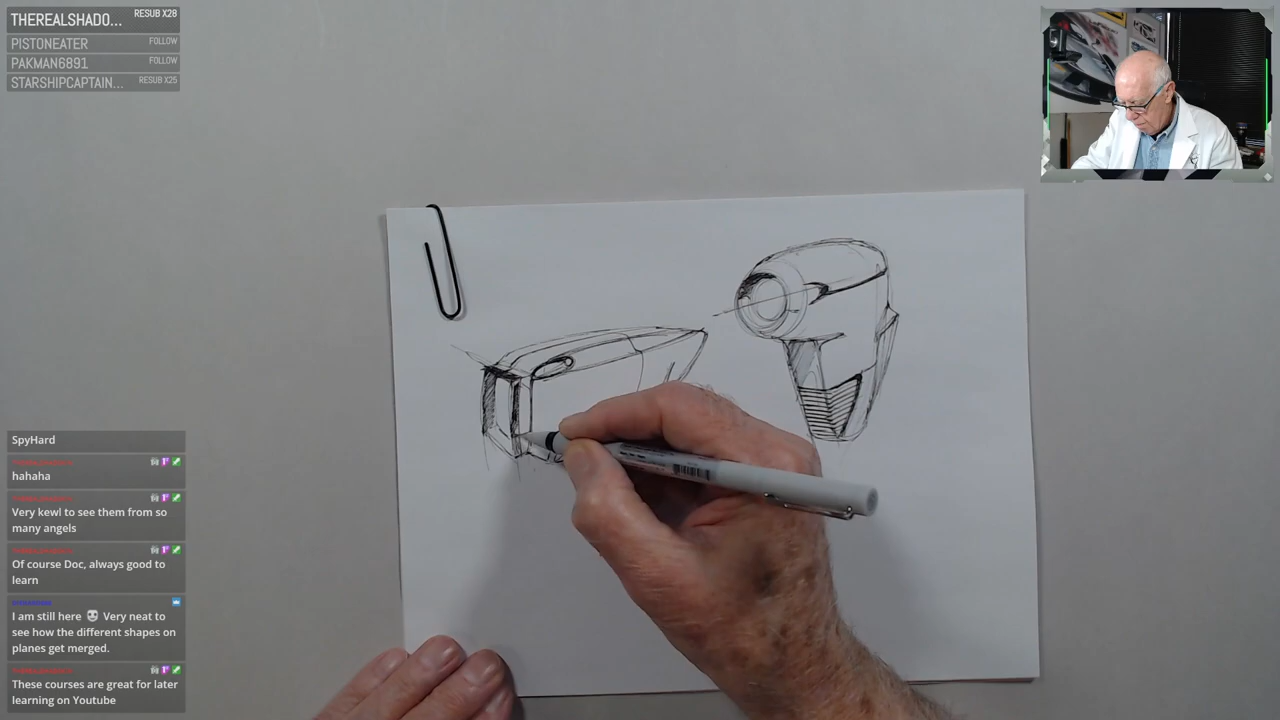 THEREALSHADO... RESUB X28
PISTONEATER FOLLOW
PAKMAN6891 FOLLOW
STARSHIPCAPTAIN... RESUB X25
SpyHard
hahaha
Very kewl to see them from so
many angels
Of course Doc, always good to
learn
I am still here 💀 Very neat to
see how the different shapes on
planes get merged.
These courses are great for later
learning on Youtube